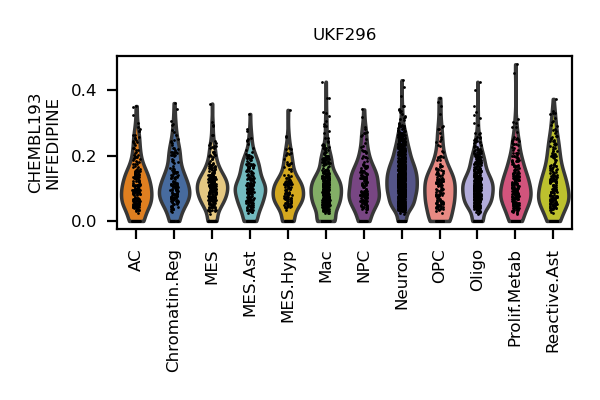 UKF296
CHEMBL193
NIFEDIPINE
0.4
0.2
0.0
AC
Chromatin.Reg
MES
MES.Ast
MES.Hyp
Mac
NPC
Neuron
OPC
Oligo
Prolif.Metab
Reactive.Ast